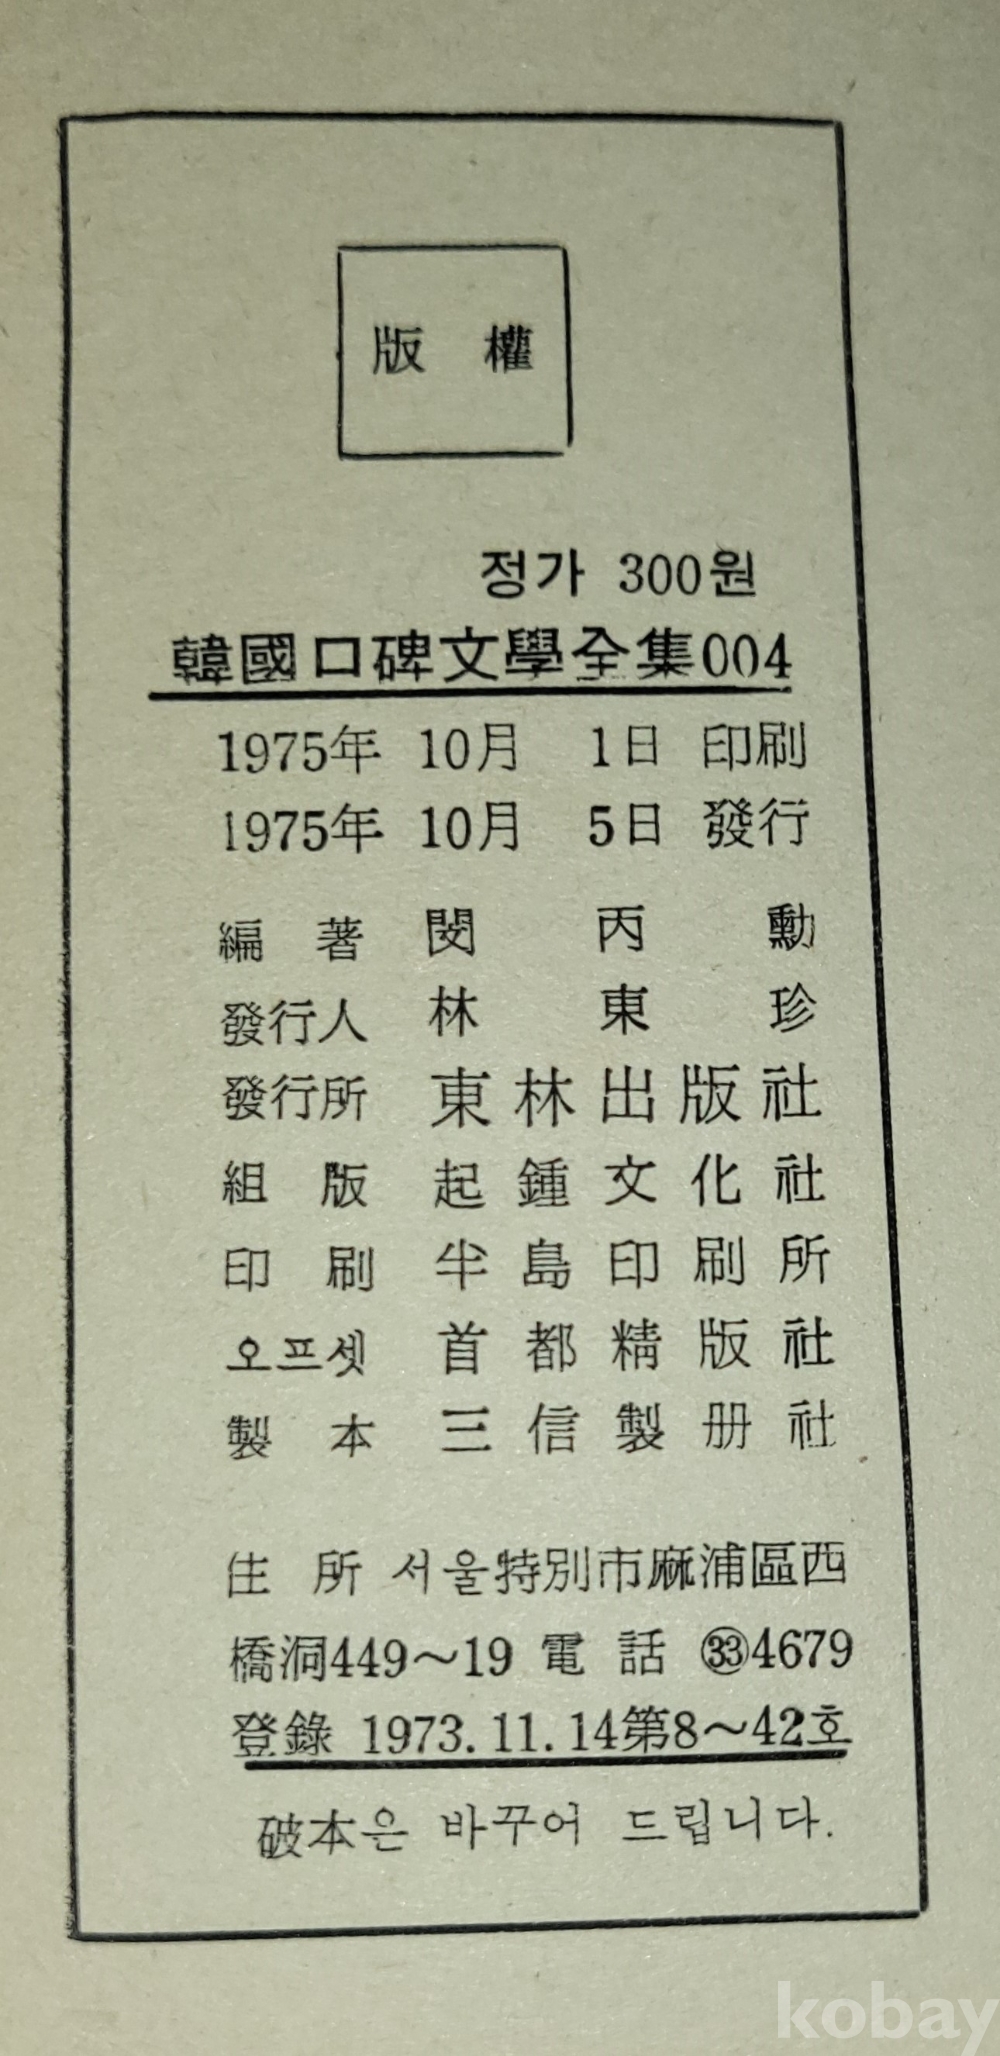 版 權
정가 300원
韓國口碑文學全集004
1975年 10月 1日 印刷
1975年 10月 5日 發行
編 著 閔 丙 勳
發行人 林 東 珍
發行所 東林出版社
組 版 起鍾文化社
印 刷 半島印刷所
오프셋 首都精版社
製 本 三信製册社
住 所 서울特別市麻浦區西
橋洞449～19 電 話 ㉝4679
登錄 1973.11.14第8～42호
破本은 바꾸어 드립니다.
kobay